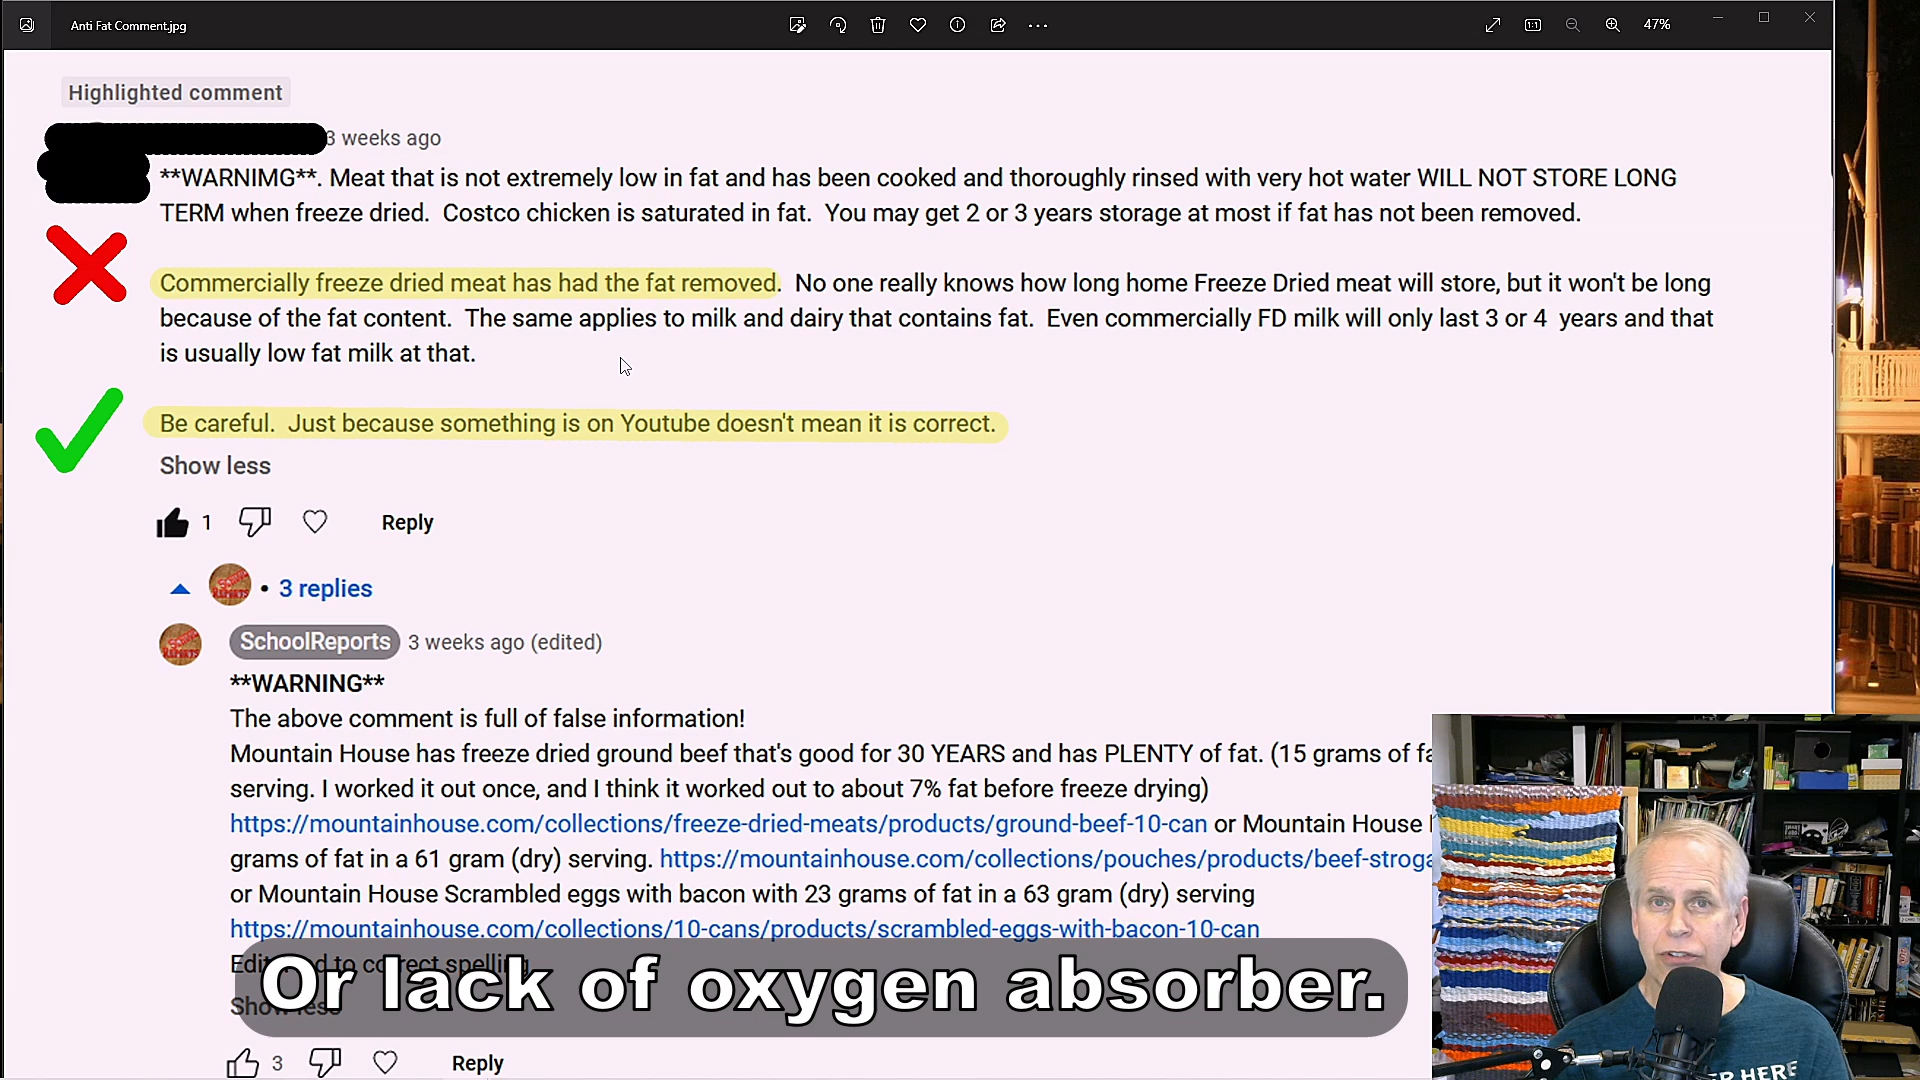 Anti Fat Comment.jpg
47%
Highlighted comment
3 weeks ago
**WARNIMG**. Meat that is not extremely low in fat and has been cooked and thoroughly rinsed with very hot water WILL NOT STORE LONG
TERM when freeze dried. Costco chicken is saturated in fat. You may get 2 or 3 years storage at most if fat has not been removed.
Commercially freeze dried meat has had the fat removed. No one really knows how long home Freeze Dried meat will store, but it won't be long
because of the fat content. The same applies to milk and dairy that contains fat. Even commercially FD milk will only last 3 or 4 years and that
is usually low fat milk at that.
Be careful. Just because something is on Youtube doesn't mean it is correct.
Show less
1 Reply
• 3 replies
SchoolReports 3 weeks ago (edited)
**WARNING**
The above comment is full of false information!
Mountain House has freeze dried ground beef that's good for 30 YEARS and has PLENTY of fat. (15 grams of fa
serving. I worked it out once, and I think it worked out to about 7% fat before freeze drying)
https://mountainhouse.com/collections/freeze-dried-meats/products/ground-beef-10-can or Mountain House
grams of fat in a 61 gram (dry) serving. https://mountainhouse.com/collections/pouches/products/beef-stroga
or Mountain House Scrambled eggs with bacon with 23 grams of fat in a 63 gram (dry) serving
https://mountainhouse.com/collections/10-cans/products/scrambled-eggs-with-bacon-10-can
to correct spelling
Or lack of oxygen absorber.
Show less
3 Reply
HERE